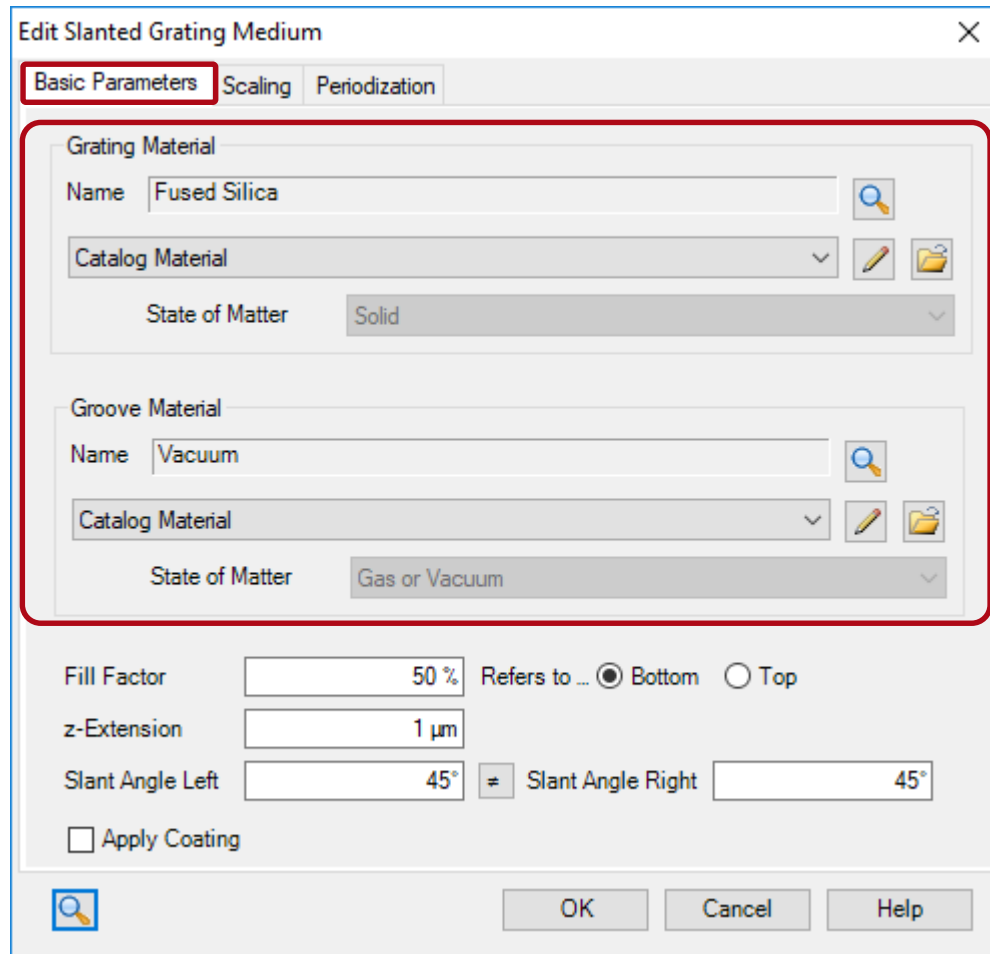 Edit Slanted Grating Medium
Basic Parameters Scaling Periodization
Grating Material
Name Fused Silica
Catalog Material
State of Matter Solid
Groove Material
Name Vacuum
Catalog Material
State of Matter Gas or Vacuum
Fill Factor 50 % Refers to ... Bottom Top
z-Extension 1 µm
Slant Angle Left 45° ≠ Slant Angle Right 45°
Apply Coating
OK Cancel Help